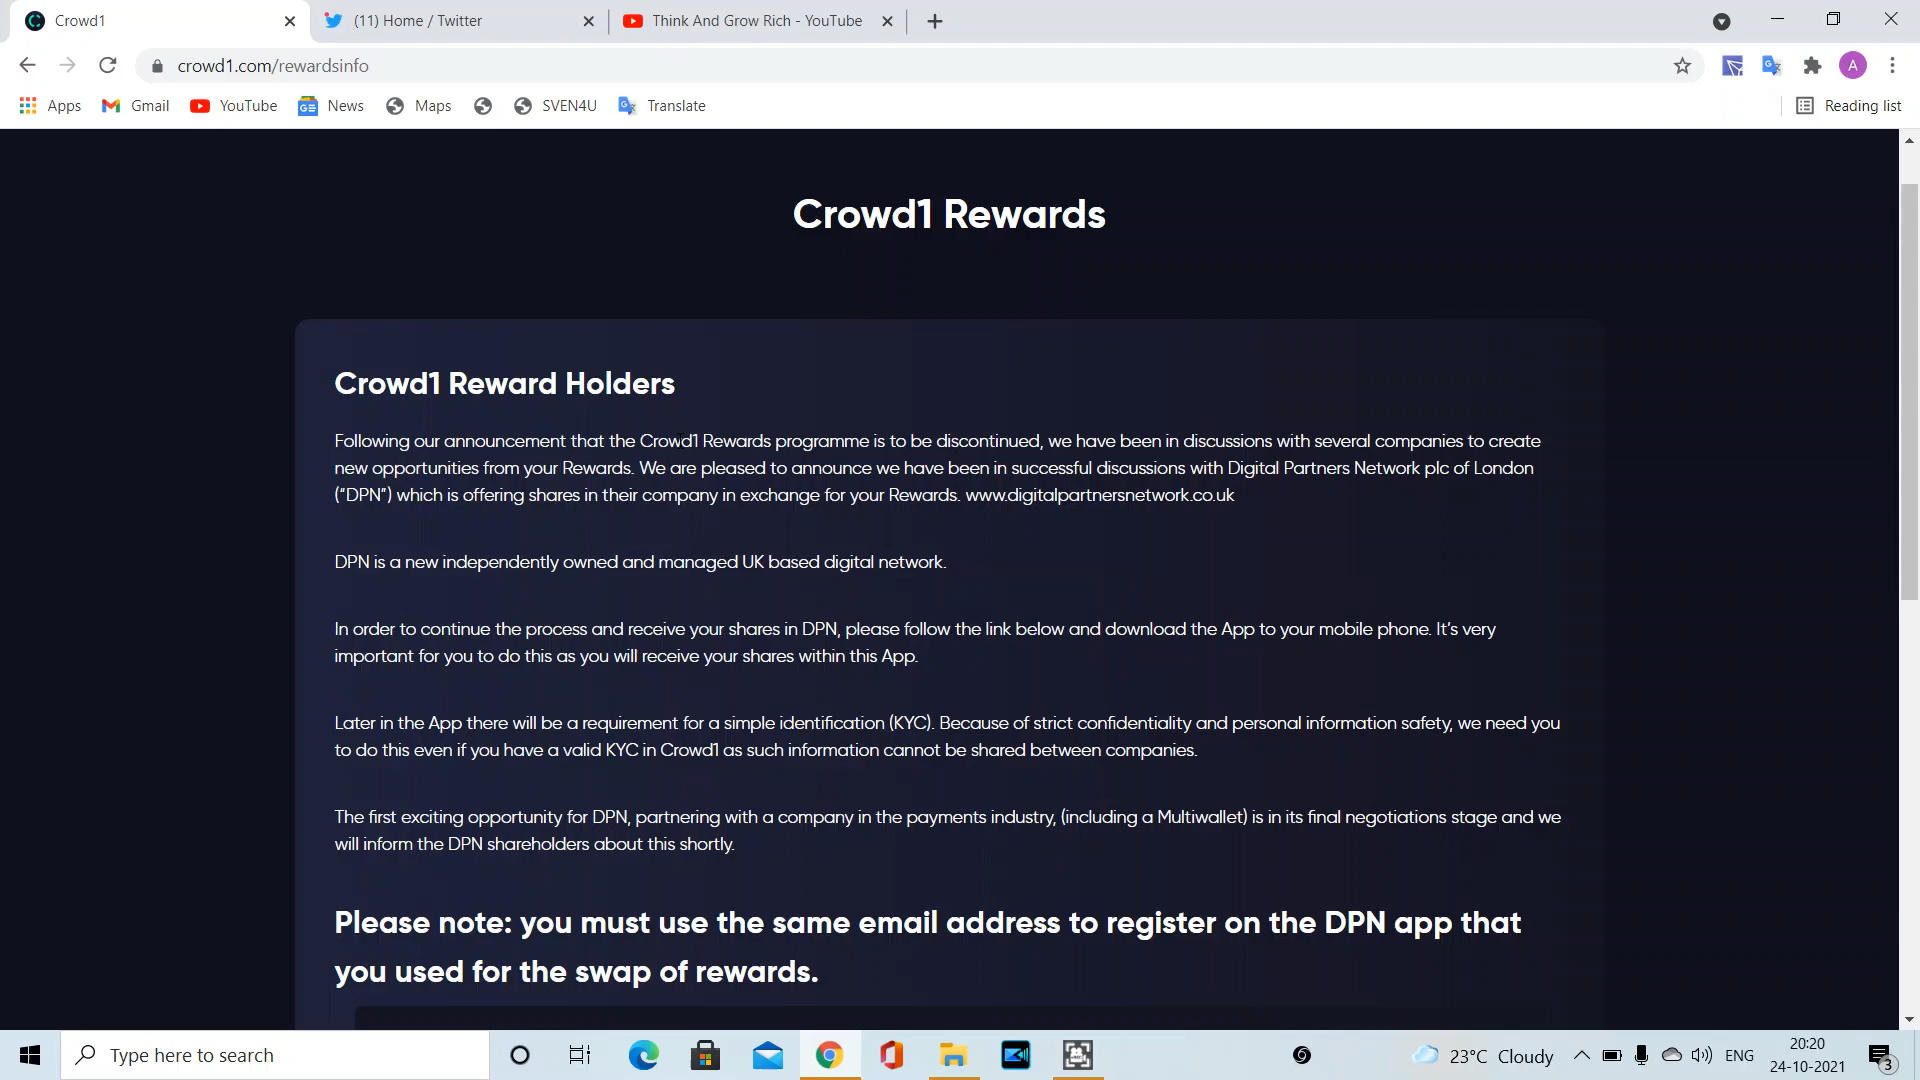 Crowd1
(11) Home / Twitter
Think And Grow Rich - YouTube
crowd1.com/rewardsinfo
A
Apps
Gmail
YouTube
News
Maps
SVEN4U
Translate
Reading list
Crowd1 Rewards
Crowd1 Reward Holders
Following our announcement that the Crowd1 Rewards programme is to be discontinued, we have been in discussions with several companies to create
new opportunities from your Rewards. We are pleased to announce we have been in successful discussions with Digital Partners Network plc of London
("DPN") which is offering shares in their company in exchange for your Rewards. www.digitalpartnersnetwork.co.uk
DPN is a new independently owned and managed UK based digital network.
In order to continue the process and receive your shares in DPN, please follow the link below and download the App to your mobile phone. It's very
important for you to do this as you will receive your shares within this App.
Later in the App there will be a requirement for a simple identification (KYC). Because of strict confidentiality and personal information safety, we need you
to do this even if you have a valid KYC in Crowd1 as such information cannot be shared between companies.
The first exciting opportunity for DPN, partnering with a company in the payments industry, (including a Multiwallet) is in its final negotiations stage and we
will inform the DPN shareholders about this shortly.
Please note: you must use the same email address to register on the DPN app that
you used for the swap of rewards.
Type here to search
23°C Cloudy
ENG
20:20
24-10-2021
3